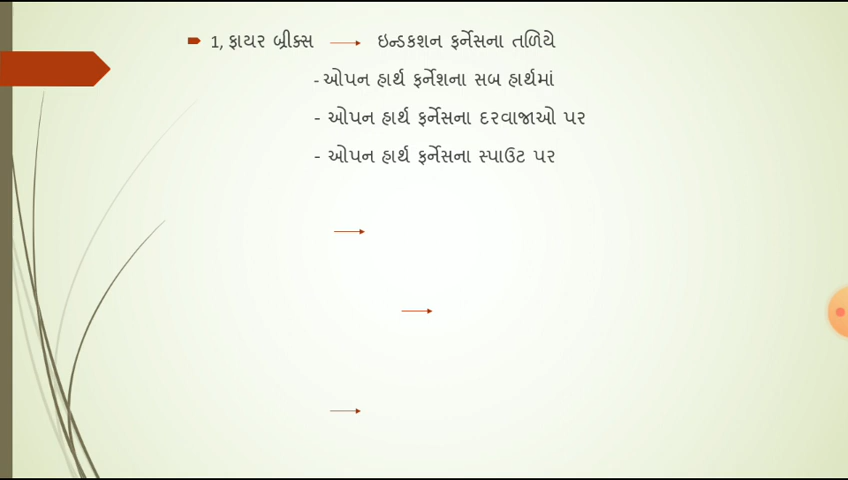 1, ફાયર બ્રીક્સ → ઇન્ડકશન ફર્નેસના તળિયે
- ઓપન હાર્થ ફર્નેશના સબ હાર્થમાં
- ઓપન હાર્થ ફર્નેસના દરવાજાઓ પર
- ઓપન હાર્થ ફર્નેસના સ્પાઉટ પર